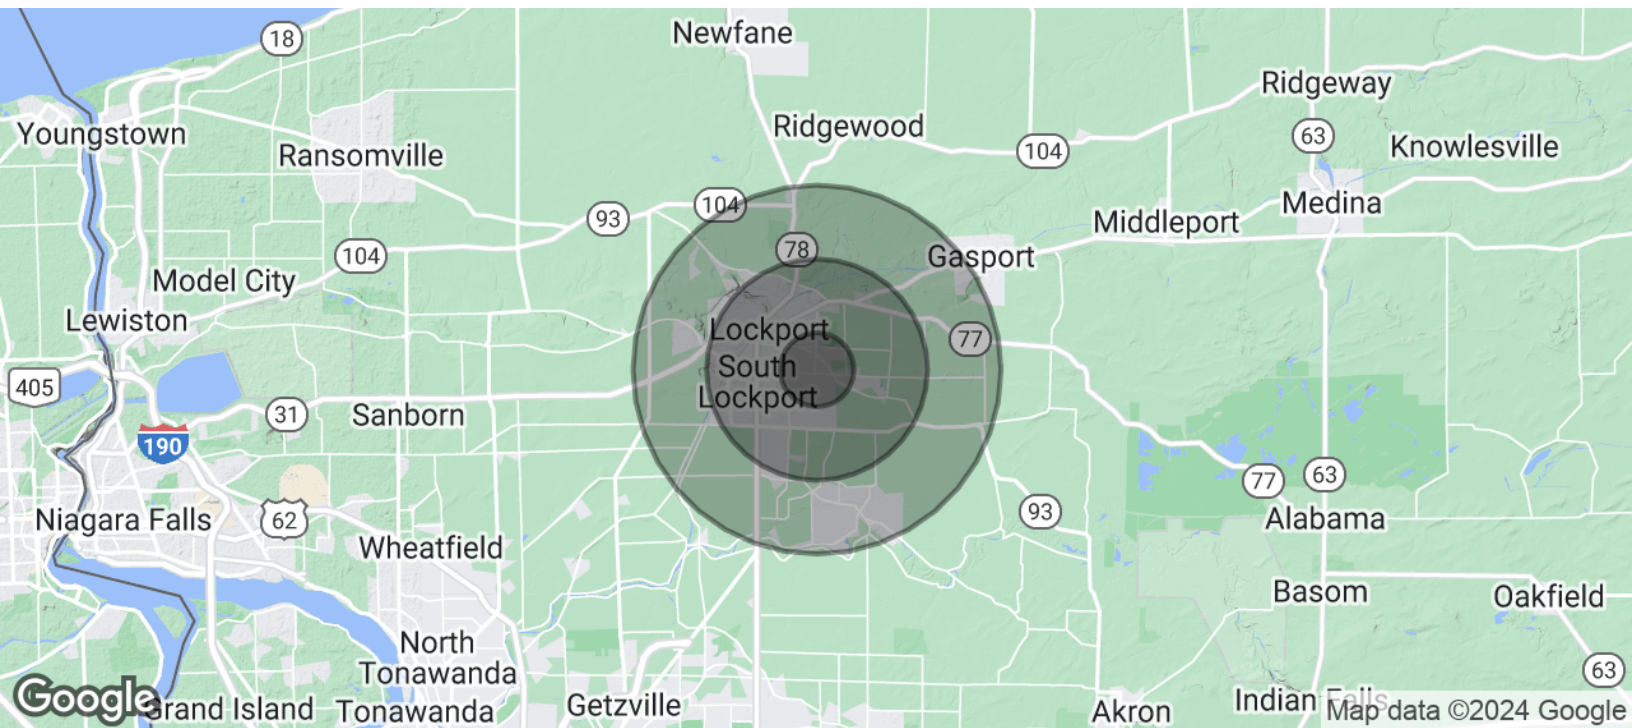 Newfane
18
Ridgeway
Youngstown
Ridgewood
63
Ransomville
104
Knowlesville
Medina
93
104
Middleport
104
78
Gasport
Model City
Lewiston
Lockport
77
405
South
Lockport
31
Sanborn
190
77
63
Niagara Falls
62
93
Alabama
Wheatfield
Basom
Oakfield
North
Tonawanda
63
Google
Grand Island
Tonawanda
Getzville
Akron
Indian Falls
Map data ©2024 Google